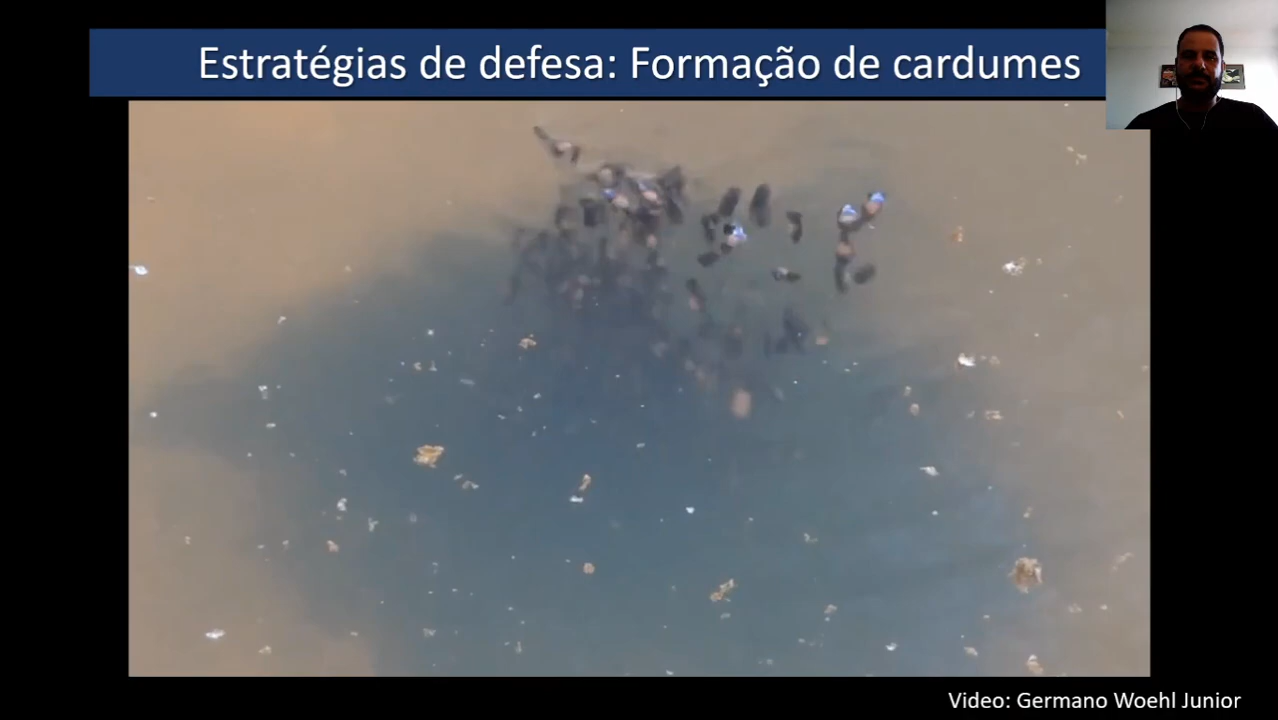 Estratégias de defesa: Formação de cardumes
Video: Germano Woehl Junior